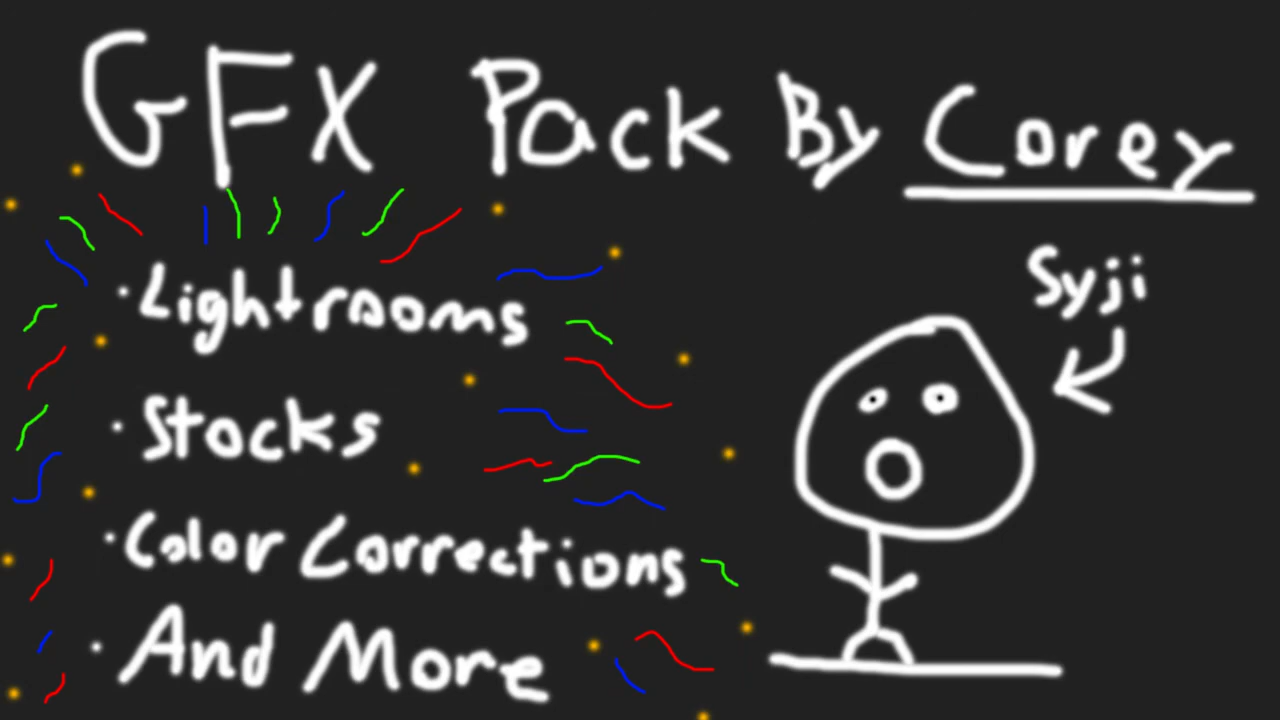 GFX Pack By Corey
Syji
·Lightrooms
·Stocks
·Color Corrections
·And More